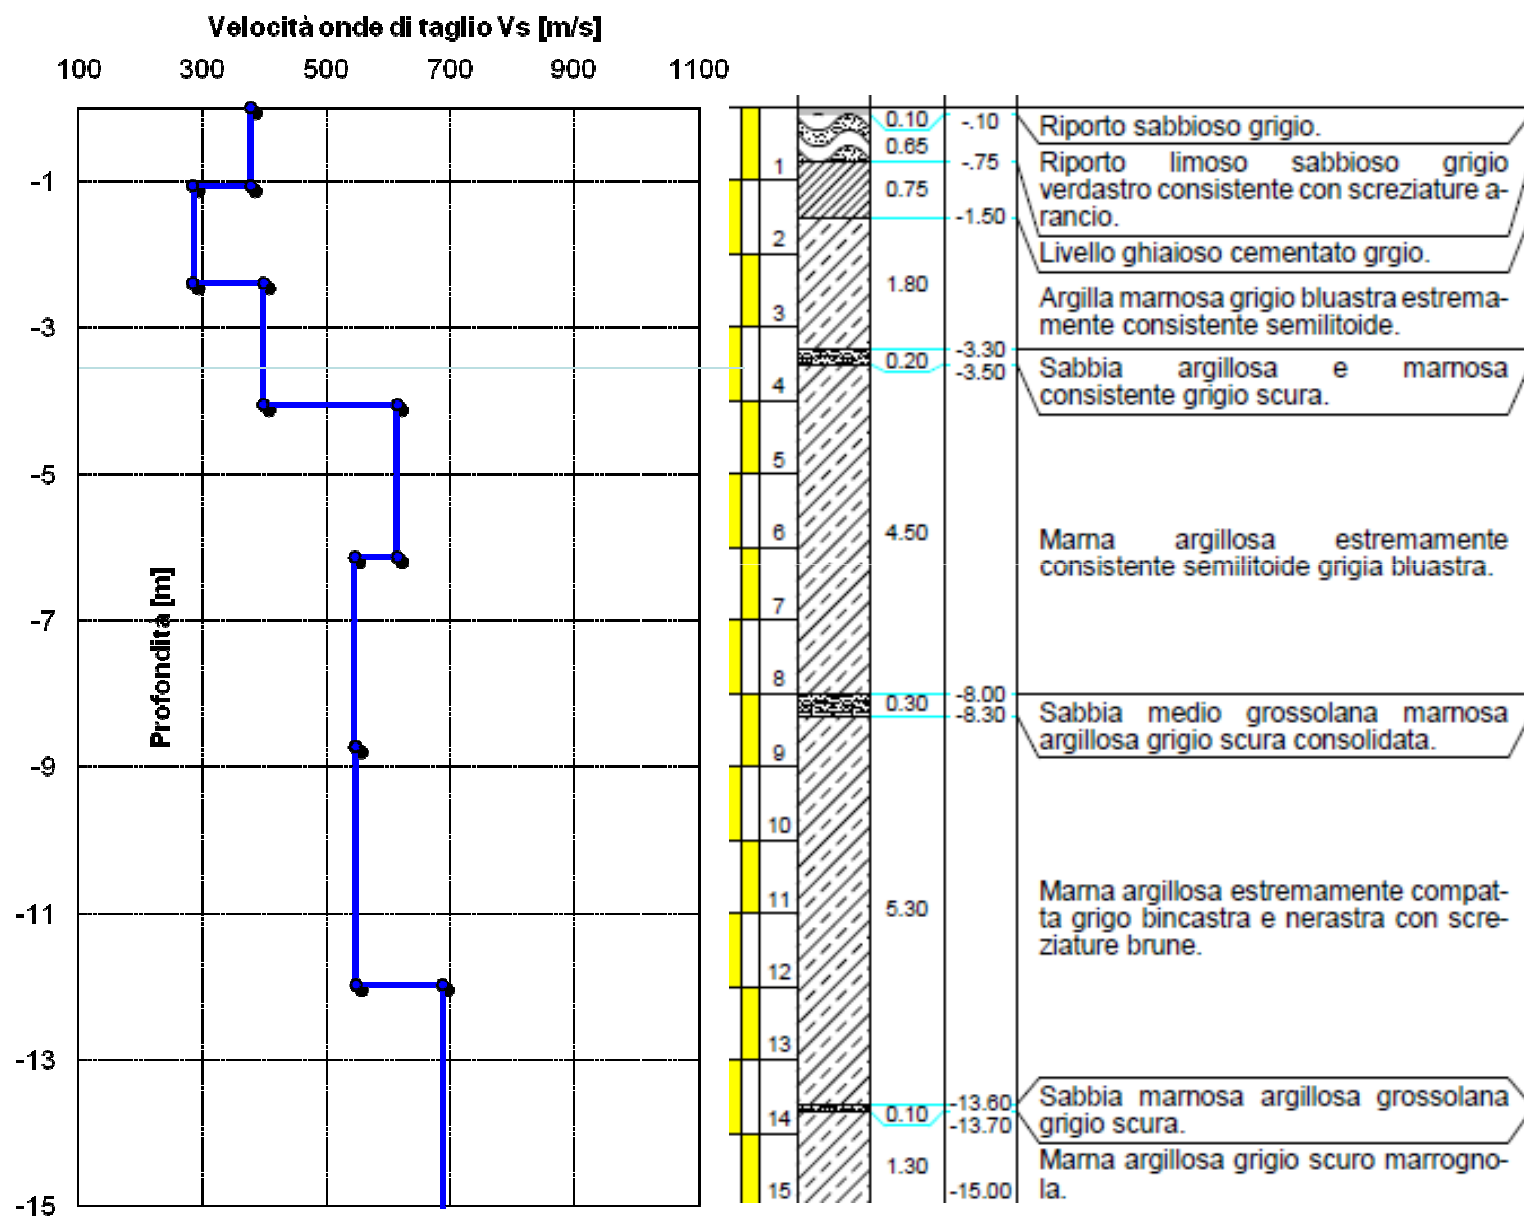 Velocità onde di taglio Vs [m/s]
100 300 500 700 900 1100
-1
-3
-5
-7
-9
-11
-13
-15
Profondità [m]
1
2
3
4
5
6
7
8
9
10
11
12
13
14
15
0.10
0.65
0.75
1.80
0.20
4.50
0.30
5.30
0.10
1.30
-.10
-.75
-1.50
-3.30
-3.50
-8.00
-8.30
-13.60
-13.70
-15.00
Riporto sabbioso grigio.
Riporto limoso sabbioso grigio
verdastro consistente con screziature a-
rancio.
Livello ghiaioso cementato grgio.
Argilla marnosa grigio bluastra estrema-
mente consistente semilitoide.
Sabbia argillosa e marnosa
consistente grigio scura.
Marna argillosa estremamente
consistente semilitoide grigia bluastra.
Sabbia medio grossolana marnosa
argillosa grigio scura consolidata.
Marna argillosa estremamente compat-
ta grigo bincastra e nerastra con scre-
ziature brune.
Sabbia marnosa argillosa grossolana
grigio scura.
Marna argillosa grigio scuro marrogno-
la.